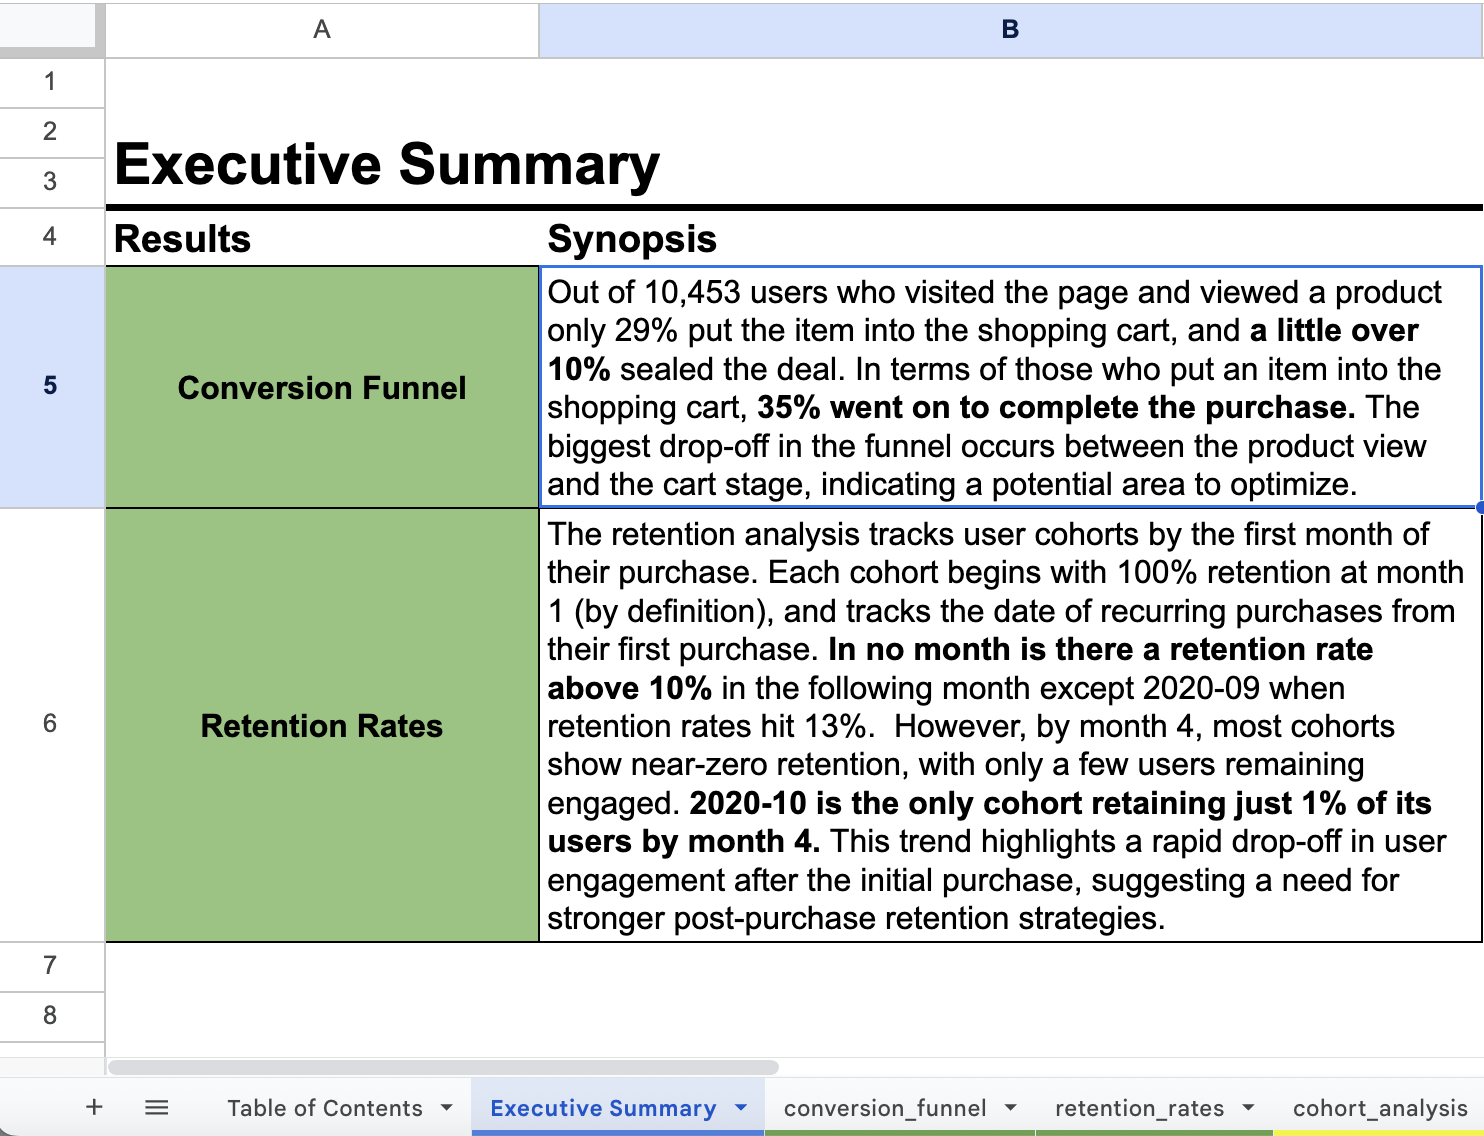 A
B
1
2
3
Executive Summary
4
Results
Synopsis
5
Conversion Funnel
Out of 10,453 users who visited the page and viewed a product
only 29% put the item into the shopping cart, and a little over
10% sealed the deal. In terms of those who put an item into the
shopping cart, 35% went on to complete the purchase. The
biggest drop-off in the funnel occurs between the product view
and the cart stage, indicating a potential area to optimize.
6
Retention Rates
The retention analysis tracks user cohorts by the first month of
their purchase. Each cohort begins with 100% retention at month
1 (by definition), and tracks the date of recurring purchases from
their first purchase. In no month is there a retention rate
above 10% in the following month except 2020-09 when
retention rates hit 13%.  However, by month 4, most cohorts
show near-zero retention, with only a few users remaining
engaged. 2020-10 is the only cohort retaining just 1% of its
users by month 4. This trend highlights a rapid drop-off in user
engagement after the initial purchase, suggesting a need for
stronger post-purchase retention strategies.
7
8
+ Table of Contents Executive Summary conversion_funnel retention_rates cohort_analysis